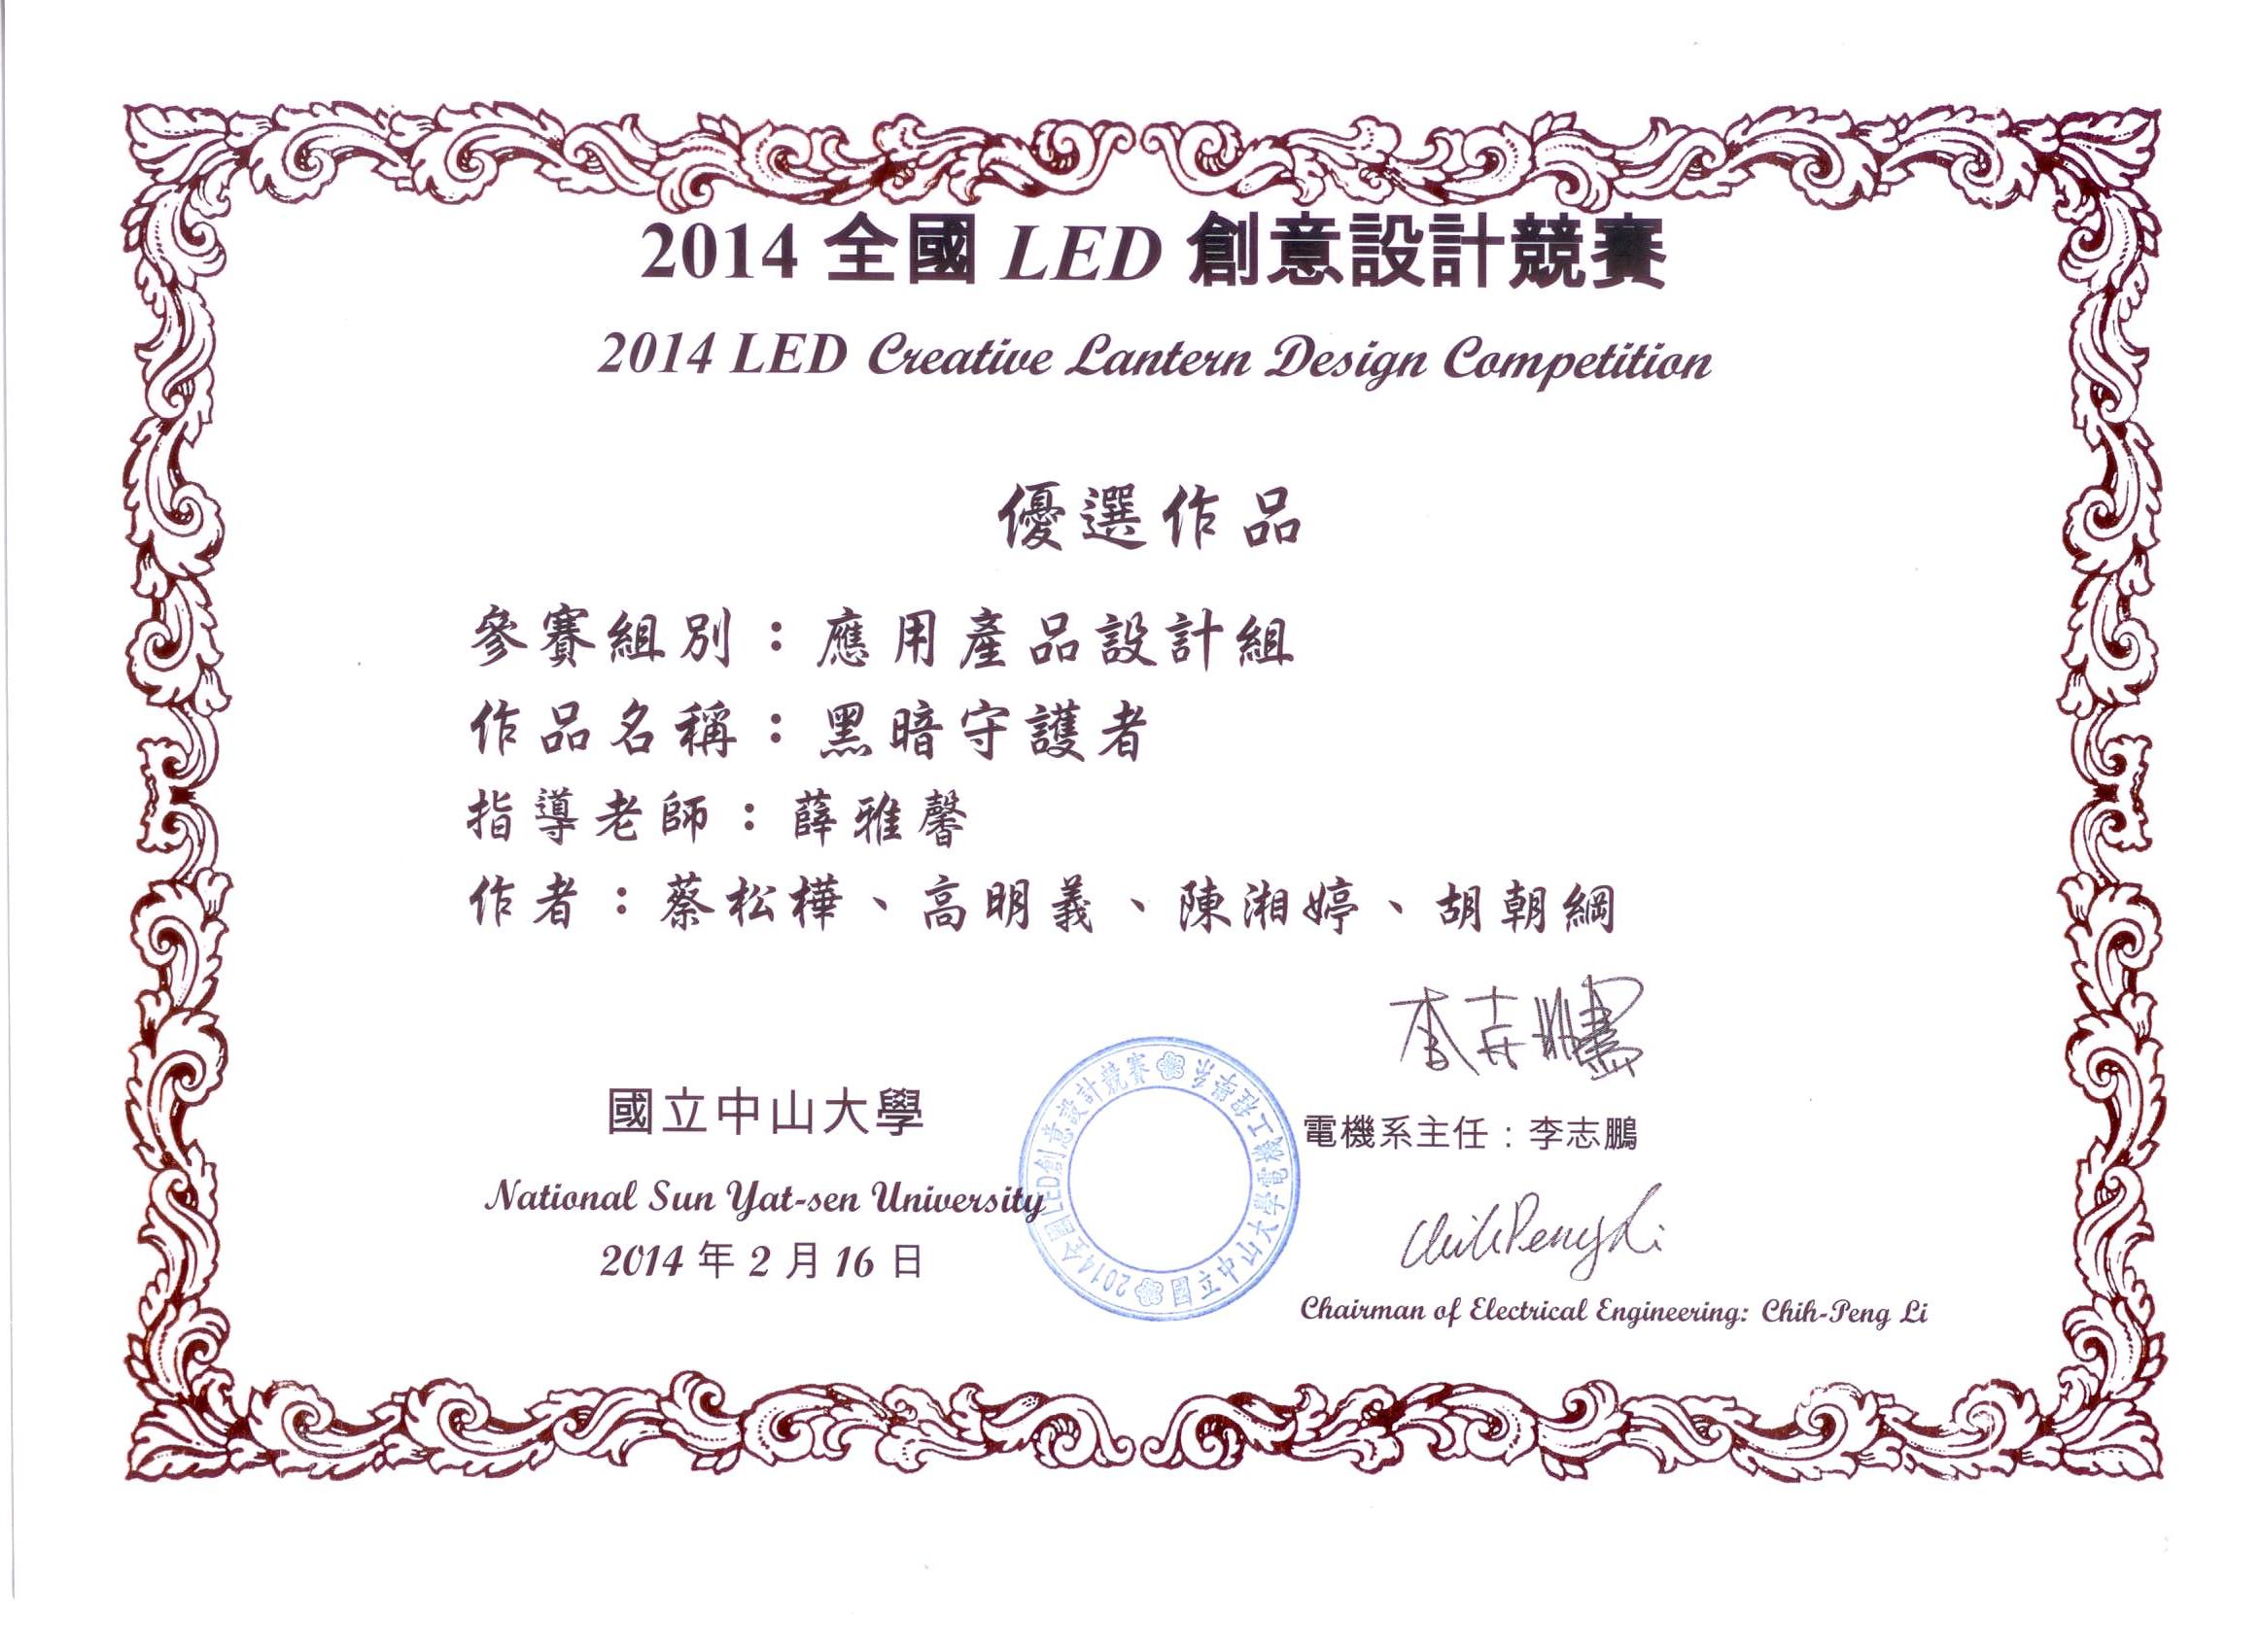 2014 全國 LED 創意設計競賽
2014 LED Creative Lantern Design Competition
優選作品
參賽組別：應用產品設計組
作品名稱：黑暗守護者
指導老師：薛雅馨
作者：蔡松樺、高明義、陳湘婷、胡朝綱
李志鵬
國立中山大學
電機系主任：李志鵬
2014全國LED創意設計競賽
國立中山大學電機工程學系
National Sun Yat-sen University
Chih Peng Li
2014 年 2 月 16 日
Chairman of Electrical Engineering: Chih-Peng Li